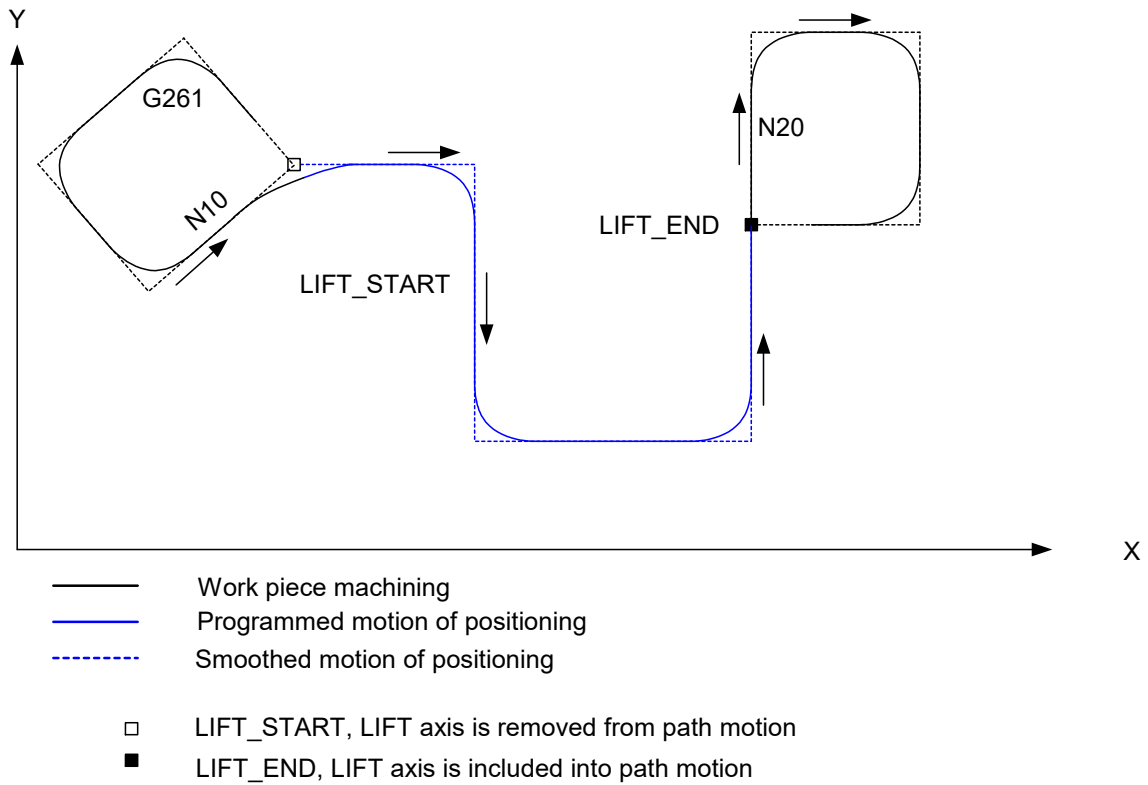 Y
G261
N10
N20
LIFT_END
LIFT_START
X
Work piece machining
Programmed motion of positioning
Smoothed motion of positioning
LIFT_START, LIFT axis is removed from path motion
LIFT_END, LIFT axis is included into path motion